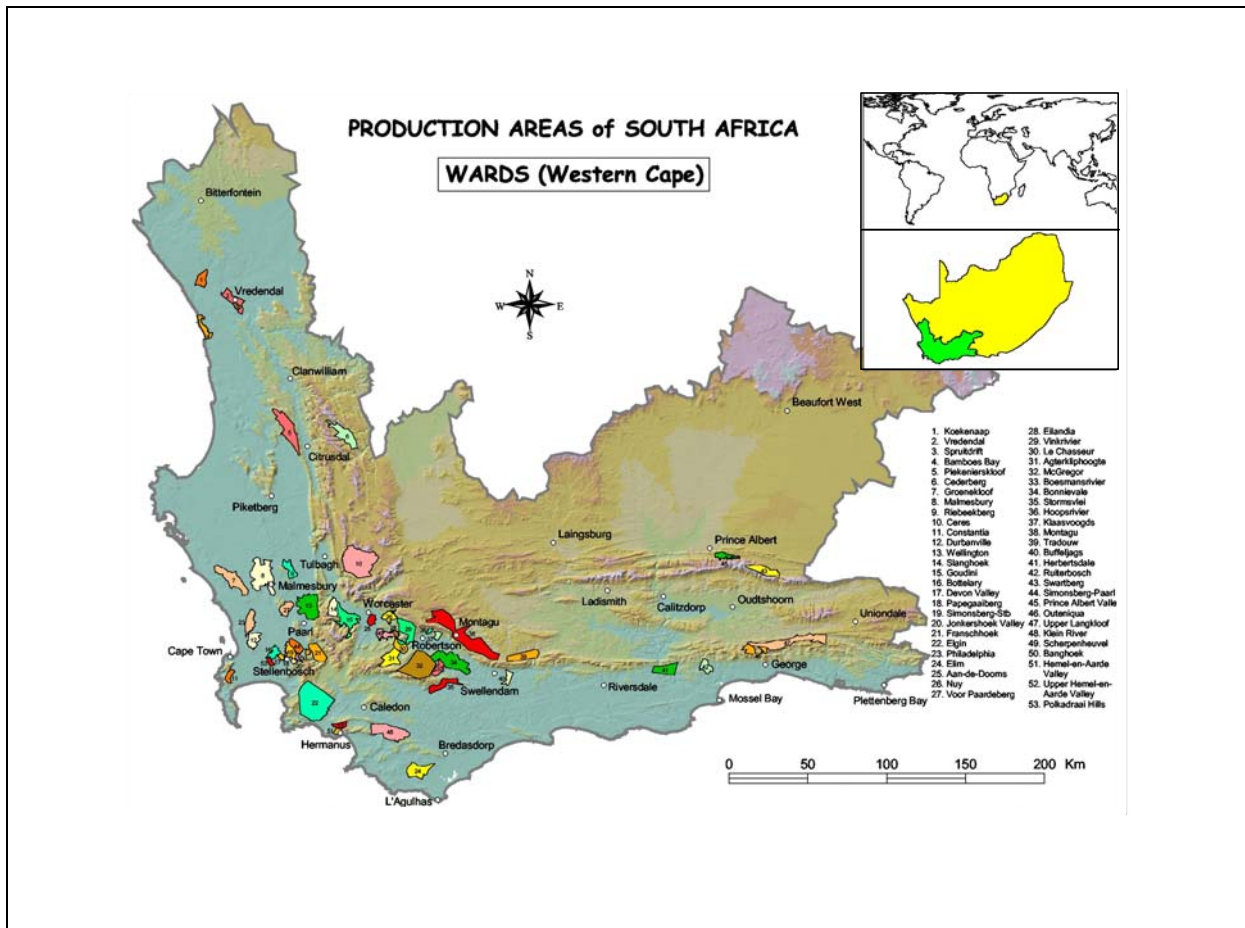 PRODUCTION AREAS of SOUTH AFRICA
WARDS (Western Cape)
N
W
E
S
Bitterfontein
Vredendal
Clanwilliam
Citrusdal
Piketberg
Beaufort West
Laingsburg
Prince Albert
Tulbagh
Malmesbury
Worcester
Ladismith
Calitzdorp
Oudtshoorn
Uniondale
Paarl
Montagu
Robertson
Cape Town
Stellenbosch
Swellendam
Riversdale
George
Mossel Bay
Plettenberg Bay
Caledon
Hermanus
Bredasdorp
L'Agulhas
1. Koekenaap
2. Vredendal
3. Spruitdrift
4. Bamboes Bay
5. Piekenierskloof
6. Cederberg
7. Groenekloof
8. Malmesbury
9. Riebeekberg
10. Ceres
11. Constantia
12. Durbanville
13. Wellington
14. Slanghoek
15. Goudini
16. Bottelary
17. Devon Valley
18. Papegaaiberg
19. Simonsberg-Stb
20. Jonkershoek Valley
21. Franschhoek
22. Elgin
23. Philadelphia
24. Elim
25. Aan-de-Dooms
26. Nuy
27. Voor Paardeberg
28. Eilandia
29. Vinkrivier
30. Le Chasseur
31. Agterkliphoogte
32. McGregor
33. Boesmansrivier
34. Bonnievale
35. Stormsvlei
36. Hoopsrivier
37. Klaasvoogds
38. Montagu
39. Tradouw
40. Buffeljags
41. Herbertsdale
42. Ruiterbosch
43. Swartberg
44. Simonsberg-Paarl
45. Prince Albert Valle
46. Outeniqua
47. Upper Langkloof
48. Klein River
49. Scherpenheuvel
50. Banghoek
51. Hemel-en-Aarde
Valley
52. Upper Hemel-en-
Aarde Valley
53. Polkadraai Hills
0 50 100 150 200 Km